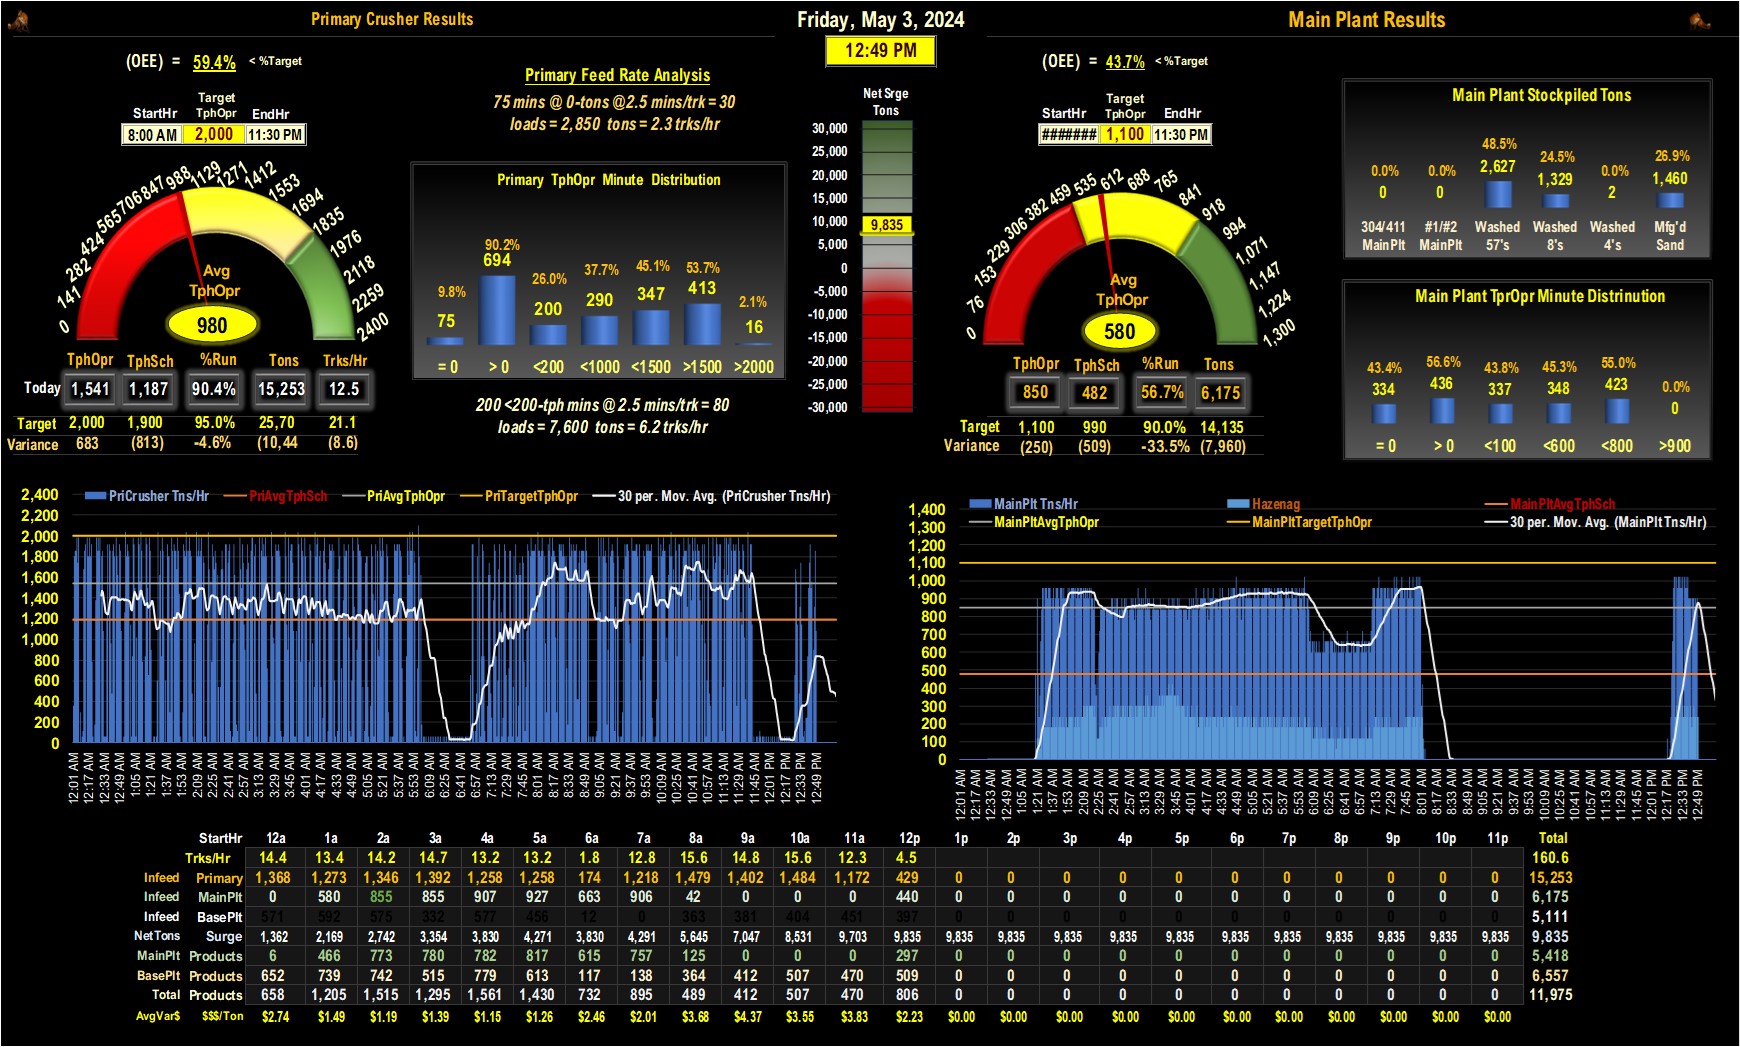 Primary Crusher Results
Friday, May 3, 2024
12:49 PM
Main Plant Results
(OEE) = 59.4% < %Target
StartHr Target TphOpr EndHr
8:00 AM 2,000 11:30 PM
0 141 282 424 565 706 847 988 1129 1271 1412 1553 1694 1835 1976 2118 2259 2400
Avg
TphOpr
980
TphOpr TphSch %Run Tons Trks/Hr
Today 1,541 1,187 90.4% 15,253 12.5
Target 2,000 1,900 95.0% 25,70 21.1
Variance 683 (813) -4.6% (10,44 (8.6)
Primary Feed Rate Analysis
75 mins @ 0-tons @2.5 mins/trk = 30
loads = 2,850 tons = 2.3 trks/hr
Primary TphOpr Minute Distribution
9.8% 90.2% 26.0% 37.7% 45.1% 53.7% 2.1%
75 694 200 290 347 413 16
= 0 > 0 <200 <1000 <1500 >1500 >2000
200 <200-tph mins @ 2.5 mins/trk = 80
loads = 7,600 tons = 6.2 trks/hr
Net Srge
Tons
30,000
25,000
20,000
15,000
10,000
9,835
5,000
0
-5,000
-10,000
-15,000
-20,000
-25,000
-30,000
(OEE) = 43.7% < %Target
StartHr Target TphOpr EndHr
####### 1,100 11:30 PM
0 76 153 229 306 382 459 535 612 688 765 841 918 994 1,071 1,147 1,224 1,300
Avg
TphOpr
580
TphOpr TphSch %Run Tons
850 482 56.7% 6,175
Target 1,100 990 90.0% 14,135
Variance (250) (509) -33.5% (7,960)
Main Plant Stockpiled Tons
0.0% 0.0% 48.5% 24.5% 0.0% 26.9%
0 0 2,627 1,329 2 1,460
304/411 #1/#2 Washed Washed Washed Mfg'd
MainPlt MainPlt 57's 8's 4's Sand
Main Plant TprOpr Minute Distrinution
43.4% 56.6% 43.8% 45.3% 55.0% 0.0%
334 436 337 348 423 0
= 0 > 0 <100 <600 <800 >900
PriCrusher Tns/Hr PriAvgTphSch PriAvgTphOpr PriTargetTphOpr 30 per. Mov. Avg. (PriCrusher Tns/Hr)
2,400
2,200
2,000
1,800
1,600
1,400
1,200
1,000
800
600
400
200
0
12:01 AM 12:17 AM 12:33 AM 12:49 AM 1:05 AM 1:21 AM 1:37 AM 1:53 AM 2:09 AM 2:25 AM 2:41 AM 2:57 AM 3:13 AM 3:29 AM 3:45 AM 4:01 AM 4:17 AM 4:33 AM 4:49 AM 5:05 AM 5:21 AM 5:37 AM 5:53 AM 6:09 AM 6:25 AM 6:41 AM 6:57 AM 7:13 AM 7:29 AM 7:45 AM 8:01 AM 8:17 AM 8:33 AM 8:49 AM 9:05 AM 9:21 AM 9:37 AM 9:53 AM 10:09 AM 10:25 AM 10:41 AM 10:57 AM 11:13 AM 11:29 AM 11:45 AM 12:01 PM 12:17 PM 12:33 PM 12:49 PM
MainPlt Tns/Hr Hazenag MainPltAvgTphSch
MainPltAvgTphOpr MainPltTargetTphOpr 30 per. Mov. Avg. (MainPlt Tns/Hr)
1,400
1,300
1,200
1,100
1,000
900
800
700
600
500
400
300
200
100
0
12:01 AM 12:17 AM 12:33 AM 12:49 AM 1:05 AM 1:21 AM 1:37 AM 1:53 AM 2:09 AM 2:25 AM 2:41 AM 2:57 AM 3:13 AM 3:29 AM 3:45 AM 4:01 AM 4:17 AM 4:33 AM 4:49 AM 5:05 AM 5:21 AM 5:37 AM 5:53 AM 6:09 AM 6:25 AM 6:41 AM 6:57 AM 7:13 AM 7:29 AM 7:45 AM 8:01 AM 8:17 AM 8:33 AM 8:49 AM 9:05 AM 9:21 AM 9:37 AM 9:53 AM 10:09 AM 10:25 AM 10:41 AM 10:57 AM 11:13 AM 11:29 AM 11:45 AM 12:01 PM 12:17 PM 12:33 PM 12:49 PM
StartHr 12a 1a 2a 3a 4a 5a 6a 7a 8a 9a 10a 11a 12p 1p 2p 3p 4p 5p 6p 7p 8p 9p 10p 11p Total
Trks/Hr 14.4 13.4 14.2 14.7 13.2 13.2 1.8 12.8 15.6 14.8 15.6 12.3 4.5 160.6
Infeed Primary 1,368 1,273 1,346 1,392 1,258 1,258 174 1,218 1,479 1,402 1,484 1,172 429 0 0 0 0 0 0 0 0 0 0 0 15,253
Infeed MainPlt 0 580 855 855 907 927 663 906 42 0 0 0 440 0 0 0 0 0 0 0 0 0 0 0 6,175
Infeed BasePlt 571 592 575 332 577 456 12 0 363 381 404 451 397 0 0 0 0 0 0 0 0 0 0 0 5,111
NetTons Surge 1,362 2,169 2,742 3,354 3,830 4,271 3,830 4,291 5,645 7,047 8,531 9,703 9,835 9,835 9,835 9,835 9,835 9,835 9,835 9,835 9,835 9,835 9,835 9,835 9,835
MainPlt Products 6 466 773 780 782 817 615 757 125 0 0 0 297 0 0 0 0 0 0 0 0 0 0 0 5,418
BasePlt Products 652 739 742 515 779 613 117 138 364 412 507 470 509 0 0 0 0 0 0 0 0 0 0 0 6,557
Total Products 658 1,205 1,515 1,295 1,561 1,430 732 895 489 412 507 470 806 0 0 0 0 0 0 0 0 0 0 0 11,975
AvgVar$ $$$/Ton $2.74 $1.49 $1.19 $1.39 $1.15 $1.26 $2.46 $2.01 $3.68 $4.37 $3.55 $3.83 $2.23 $0.00 $0.00 $0.00 $0.00 $0.00 $0.00 $0.00 $0.00 $0.00 $0.00 $0.00